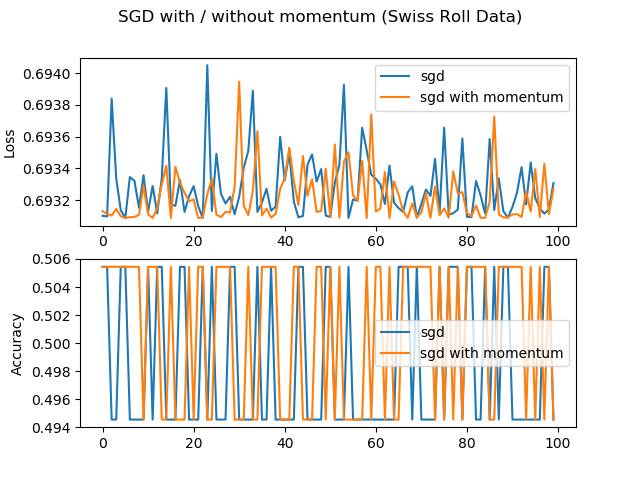 SGD with / without momentum (Swiss Roll Data)
0.6940
0.6938
0.6936
0.6934
0.6932
Loss
sgd
sgd with momentum
0 20 40 60 80 100
0.506
0.504
0.502
0.500
0.498
0.496
0.494
Accuracy
sgd
sgd with momentum
0 20 40 60 80 100